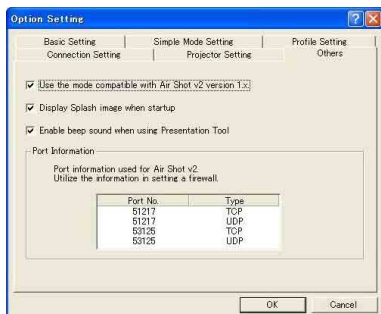 Option Setting
Basic Setting Simple Mode Setting Profile Setting
Connection Setting Projector Setting Others
Use the mode compatible with Air Shot v2 version 1.x.
Display Splash image when startup
Enable beep sound when using Presentation Tool
Port Information
Port information used for Air Shot v2.
Utilize the information in setting a firewall.
Port No. Type
51217 TCP
51217 UDP
53125 TCP
53125 UDP
OK Cancel